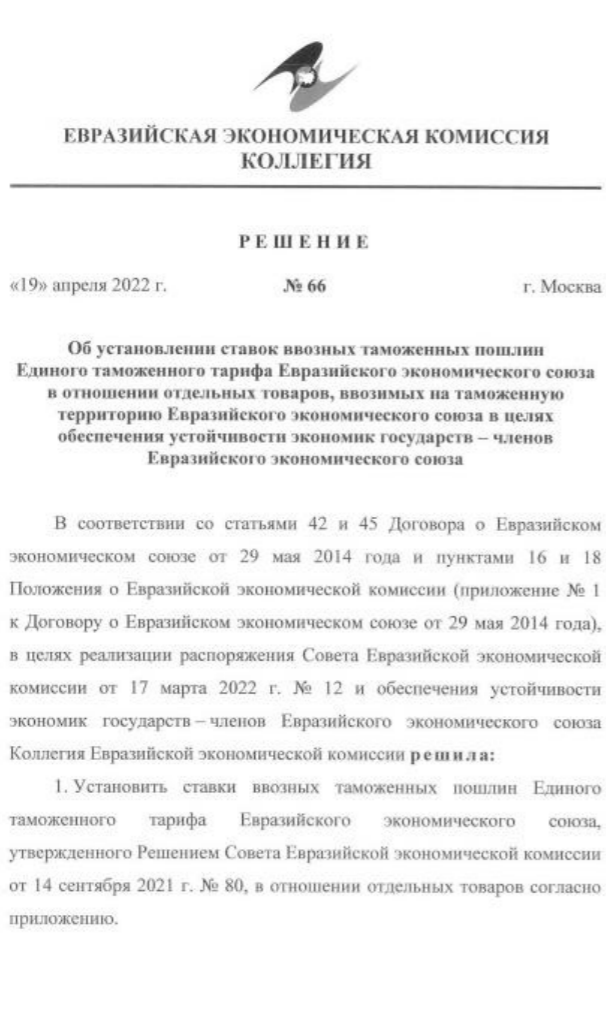 ЕВРАЗИЙСКАЯ ЭКОНОМИЧЕСКАЯ КОМИССИЯ
КОЛЛЕГИЯ
РЕШЕНИЕ
«19» апреля 2022 г. № 66 г. Москва
Об установлении ставок ввозных таможенных пошлин
Единого таможенного тарифа Евразийского экономического союза
в отношении отдельных товаров, ввозимых на таможенную
территорию Евразийского экономического союза в целях
обеспечения устойчивости экономик государств – членов
Евразийского экономического союза
В соответствии со статьями 42 и 45 Договора о Евразийском
экономическом союзе от 29 мая 2014 года и пунктами 16 и 18
Положения о Евразийской экономической комиссии (приложение № 1
к Договору о Евразийском экономическом союзе от 29 мая 2014 года),
в целях реализации распоряжения Совета Евразийской экономической
комиссии от 17 марта 2022 г. № 12 и обеспечения устойчивости
экономик государств – членов Евразийского экономического союза
Коллегия Евразийской экономической комиссии решила:
1. Установить ставки ввозных таможенных пошлин Единого
таможенного тарифа Евразийского экономического союза,
утвержденного Решением Совета Евразийской экономической комиссии
от 14 сентября 2021 г. № 80, в отношении отдельных товаров согласно
приложению.